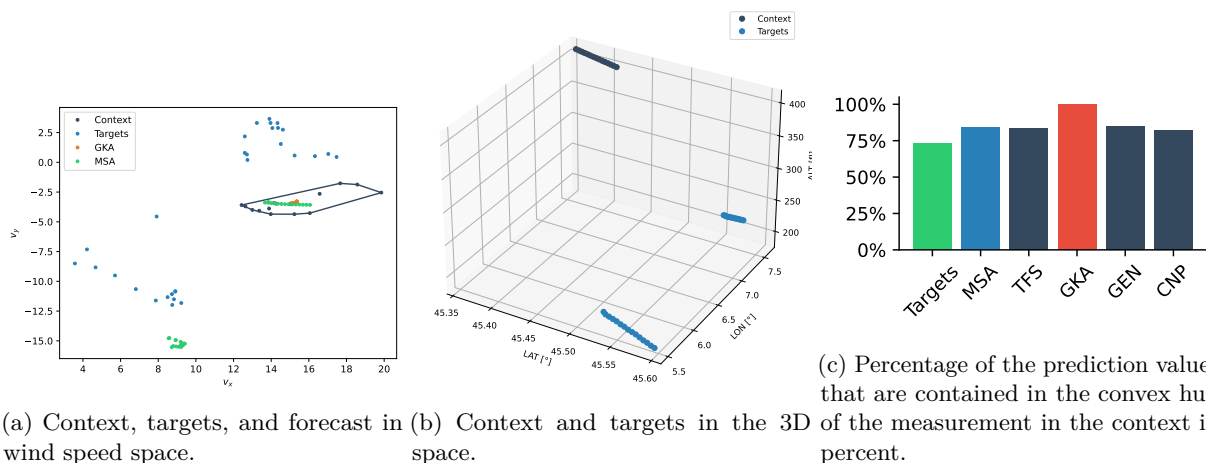 Context
Targets
GKA
MSA
2.5
0.0
−2.5
−5.0
−7.5
−10.0
−12.5
−15.0
v_y
4 6 8 10 12 14 16 18 20
v_x
(a) Context, targets, and forecast in
wind speed space.
Context
Targets
400
350
300
250
200
7.5
7.0
6.5
6.0
5.5
LON [°]
45.35 45.40 45.45 45.50 45.55 45.60
LAT [°]
(b) Context and targets in the 3D
space.
100%
75%
50%
25%
0%
Targets MSA TFS GKA GEN CNP
(c) Percentage of the prediction value
that are contained in the convex hu
of the measurement in the context i
percent.